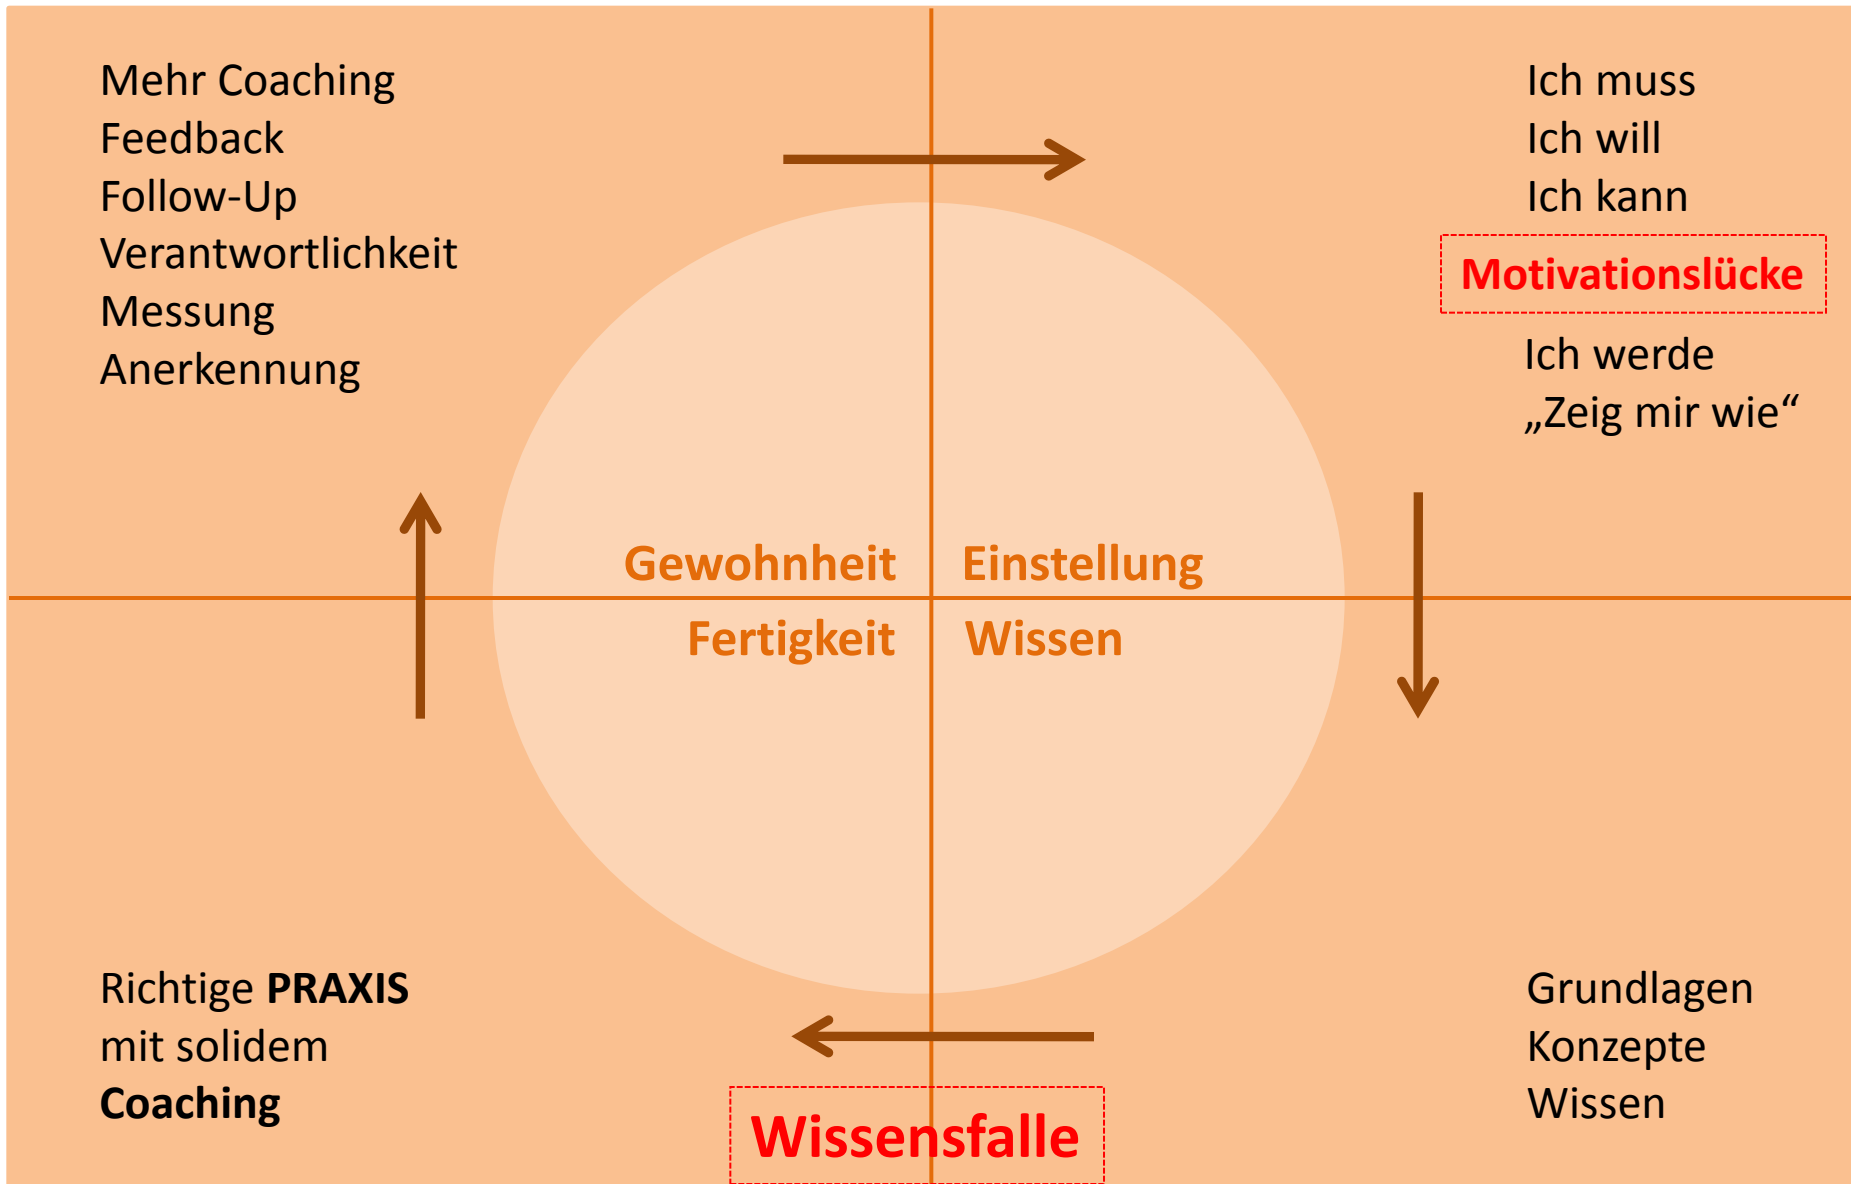 Mehr Coaching
Feedback
Follow-Up
Verantwortlichkeit
Messung
Anerkennung
Ich muss
Ich will
Ich kann
Motivationslücke
Ich werde
„Zeig mir wie“
Gewohnheit
Einstellung
Fertigkeit
Wissen
Richtige PRAXIS
mit solidem
Coaching
Wissensfalle
Grundlagen
Konzepte
Wissen